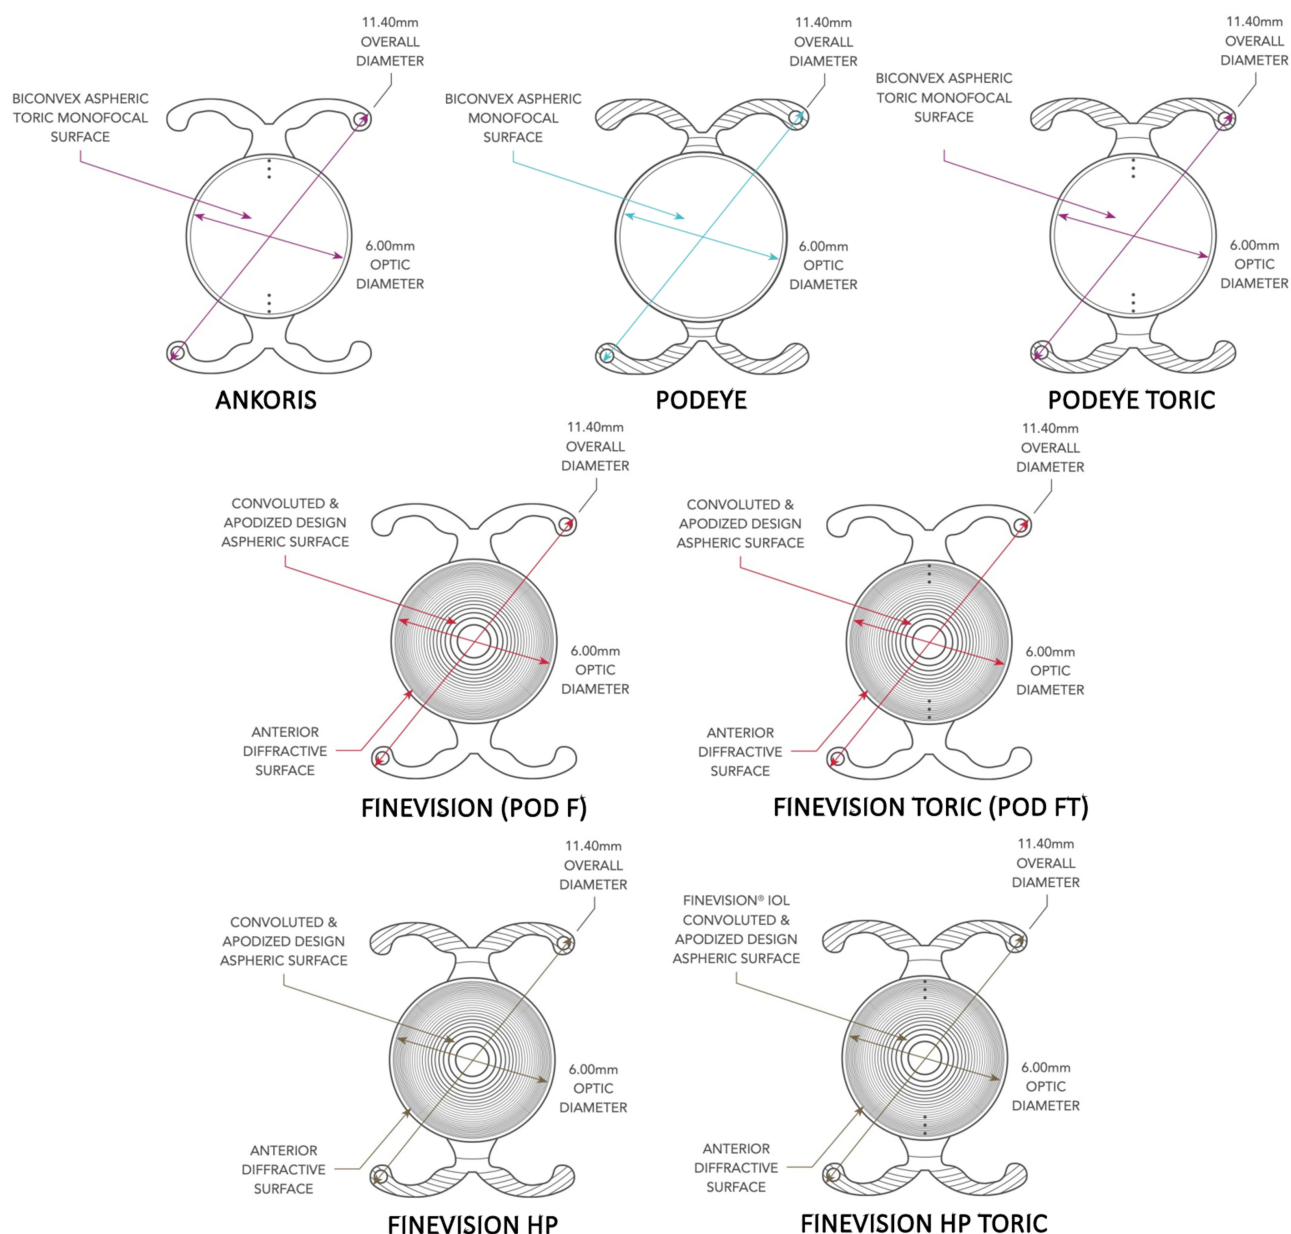 11.40mm
OVERALL
DIAMETER
BICONVEX ASPHERIC
TORIC MONOFOCAL
SURFACE
6.00mm
OPTIC
DIAMETER
ANKORIS
11.40mm
OVERALL
DIAMETER
BICONVEX ASPHERIC
MONOFOCAL
SURFACE
6.00mm
OPTIC
DIAMETER
PODEYE
11.40mm
OVERALL
DIAMETER
BICONVEX ASPHERIC
TORIC MONOFOCAL
SURFACE
6.00mm
OPTIC
DIAMETER
PODEYE TORIC
11.40mm
OVERALL
DIAMETER
CONVOLUTED &
APODIZED DESIGN
ASPHERIC SURFACE
6.00mm
OPTIC
DIAMETER
ANTERIOR
DIFFRACTIVE
SURFACE
FINEVISION (POD F)
11.40mm
OVERALL
DIAMETER
CONVOLUTED &
APODIZED DESIGN
ASPHERIC SURFACE
6.00mm
OPTIC
DIAMETER
ANTERIOR
DIFFRACTIVE
SURFACE
FINEVISION TORIC (POD FT)
11.40mm
OVERALL
DIAMETER
CONVOLUTED &
APODIZED DESIGN
ASPHERIC SURFACE
6.00mm
OPTIC
DIAMETER
ANTERIOR
DIFFRACTIVE
SURFACE
FINEVISION HP
11.40mm
OVERALL
DIAMETER
FINEVISION® IOL
CONVOLUTED &
APODIZED DESIGN
ASPHERIC SURFACE
6.00mm
OPTIC
DIAMETER
ANTERIOR
DIFFRACTIVE
SURFACE
FINEVISION HP TORIC